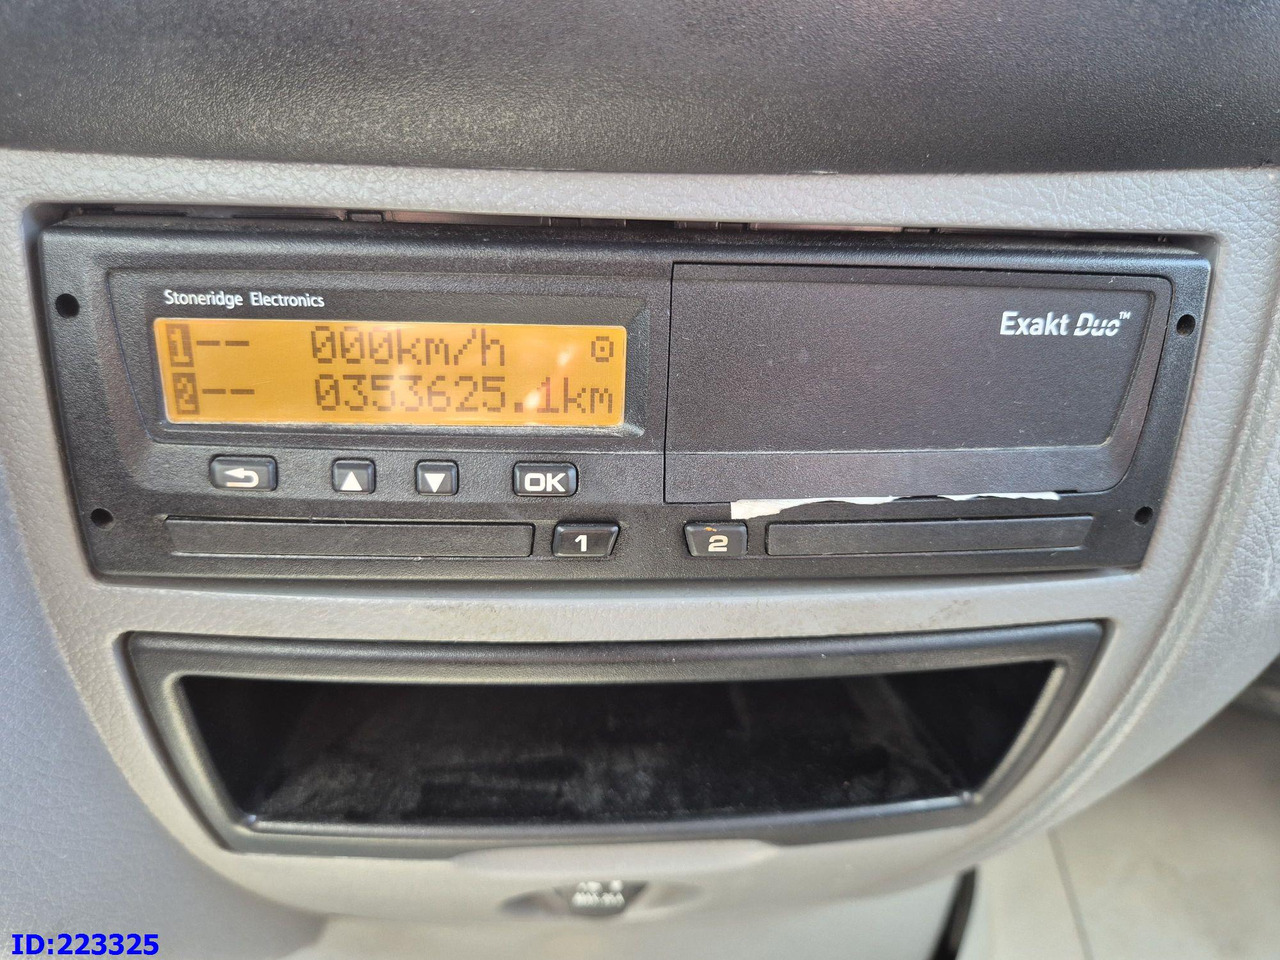 Stoneridge Electronics
1-- 000km/h
2-- 0353625.1km
Exakt Duo™
OK
1
2
ID:223325